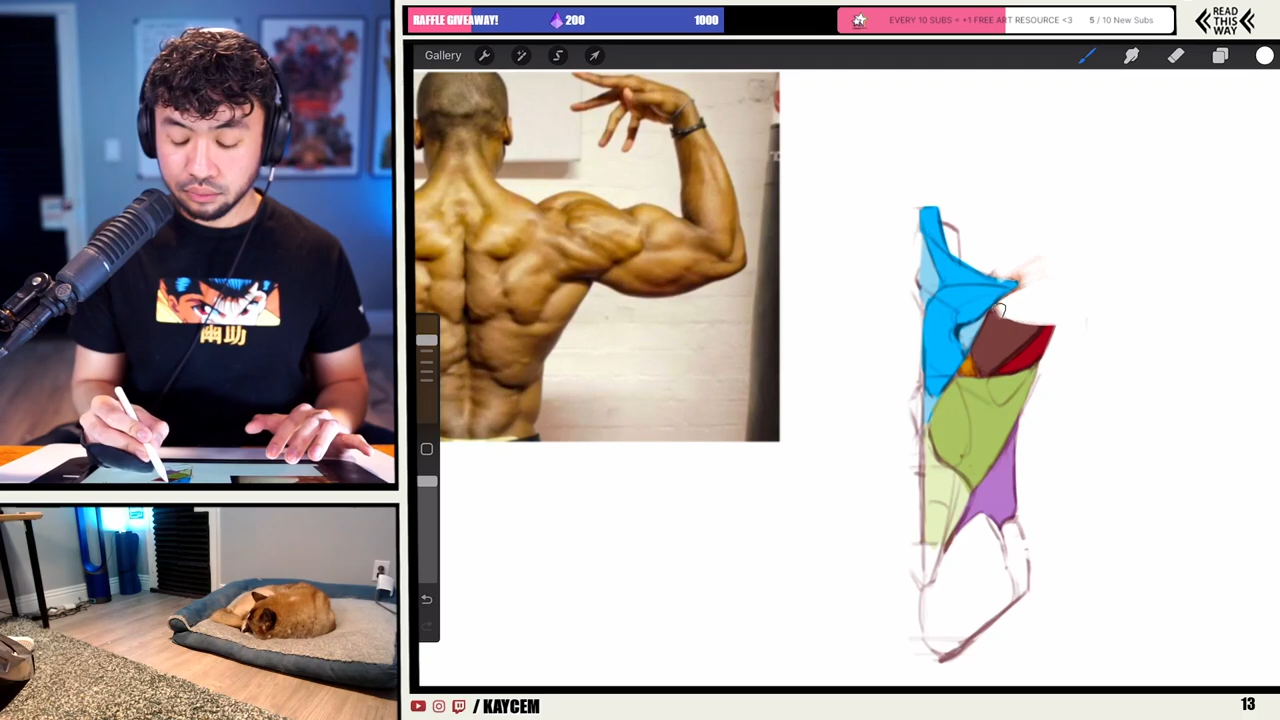 RAFFLE GIVEAWAY!
200
1000
EVERY 10 SUBS = +1 FREE ART RESOURCE <3
5 / 10 New Subs
READ
THIS
WAY
Gallery
幽助
/ KAYCEM
13